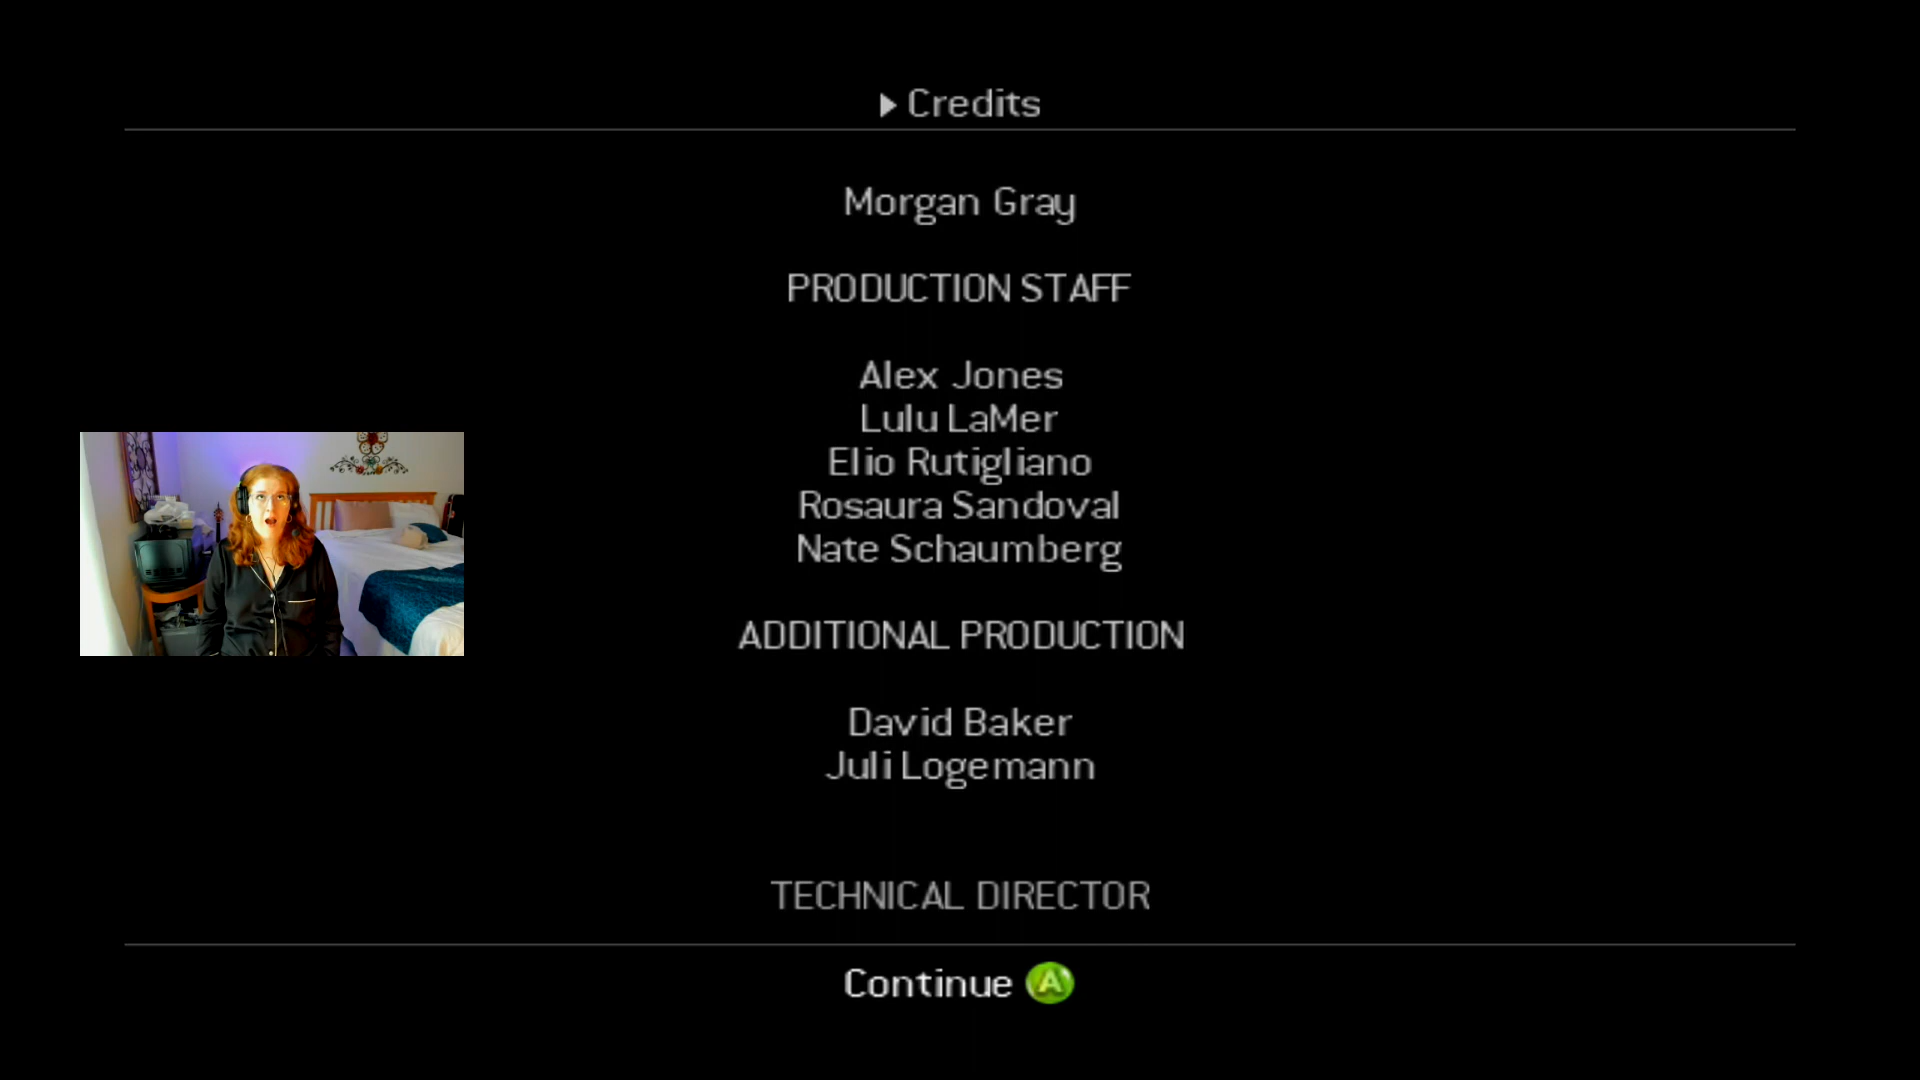 Credits
Morgan Gray
PRODUCTION STAFF
Alex Jones
Lulu LaMer
Elio Rutigliano
Rosaura Sandoval
Nate Schaumberg
ADDITIONAL PRODUCTION
David Baker
Juli Logemann
TECHNICAL DIRECTOR
Continue A